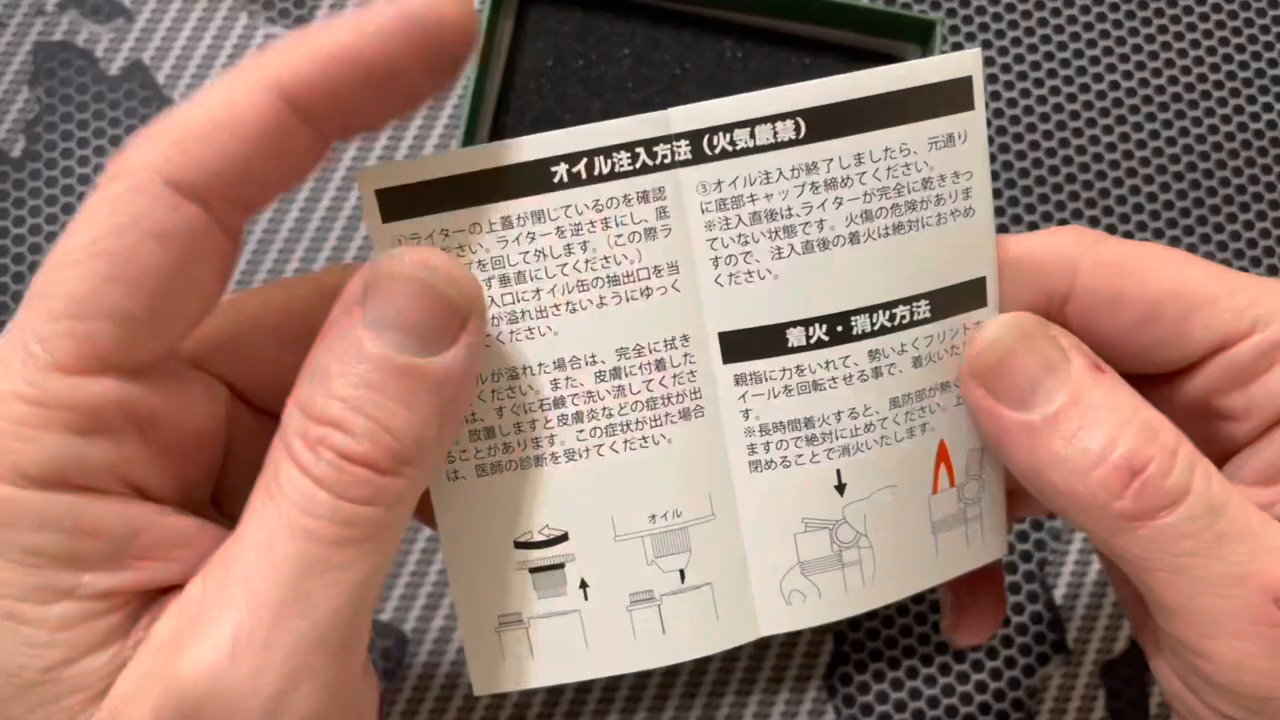 オイル注入方法（火気厳禁）
①ライターの上蓋が閉じているのを確認
さい。ライターを逆さまにし、底
を回して外します。（この際ラ
ず垂直にしてください。）
入口にオイル缶の抽出口を当
が溢れ出さないようにゆっく
てください。
ルが溢れた場合は、完全に拭き
ください。また、皮膚に付着した
は、すぐに石鹸で洗い流してくださ
。放置しますと皮膚炎などの症状が出
ることがあります。この症状が出た場合
は、医師の診断を受けてください。
オイル
③オイル注入が終了しましたら、元通り
に底部キャップを締めてください。
※注入直後は、ライターが完全に乾ききっ
ていない状態です。火傷の危険がありま
すので、注入直後の着火は絶対におやめ
ください。
着火・消火方法
親指に力をいれて、勢いよくフリント
イールを回転させる事で、着火いた
す。
※長時間着火すると、風防部が熱く
ますので絶対に止めてください。上
閉めることで消火いたします。